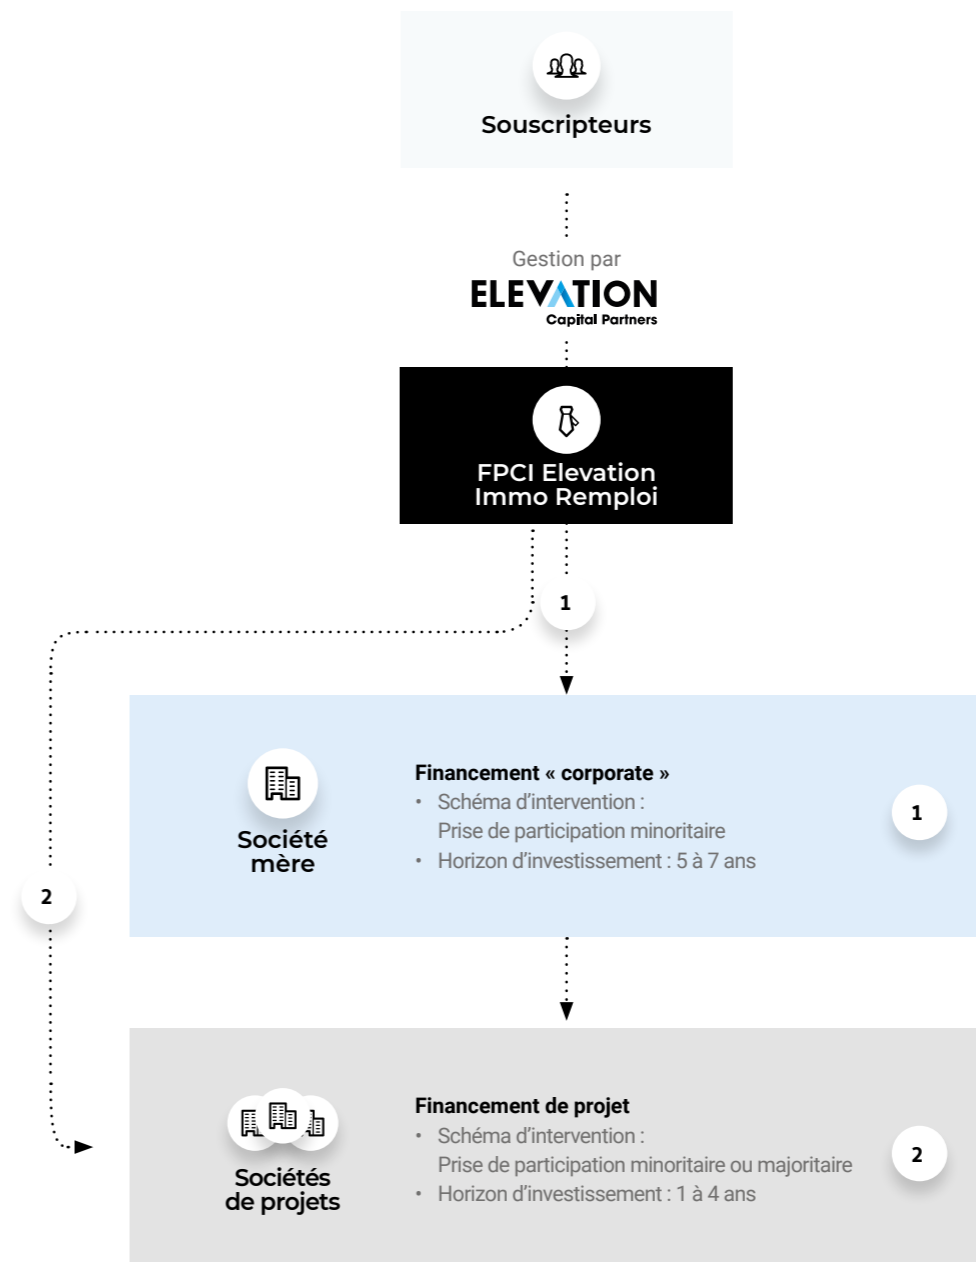 Souscripteurs
Gestion par
ELEVATION
Capital Partners
FPCI Elevation
Immo Remploi
1
Société
mère
Financement « corporate »
• Schéma d’intervention :
Prise de participation minoritaire
• Horizon d’investissement : 5 à 7 ans
1
2
Sociétés
de projets
Financement de projet
• Schéma d’intervention :
Prise de participation minoritaire ou majoritaire
• Horizon d’investissement : 1 à 4 ans
2